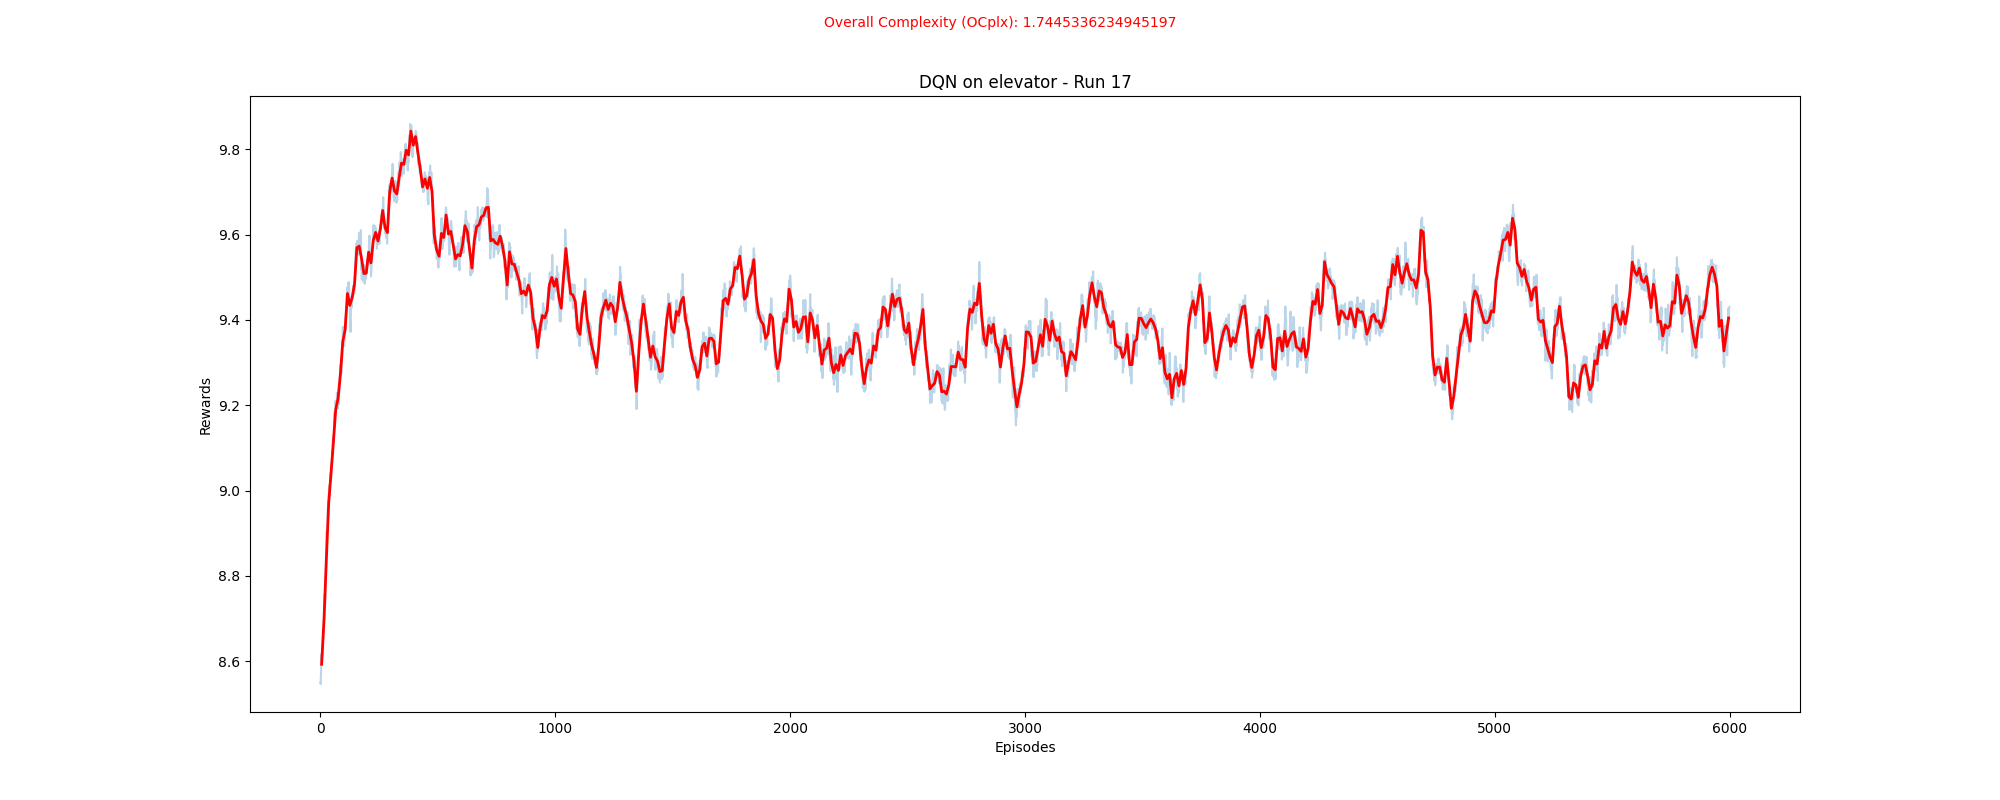 Overall Complexity (OCplx): 1.7445336234945197
DQN on elevator - Run 17
9.8
9.6
9.4
9.2
9.0
8.8
8.6
Rewards
0 1000 2000 3000 4000 5000 6000
Episodes